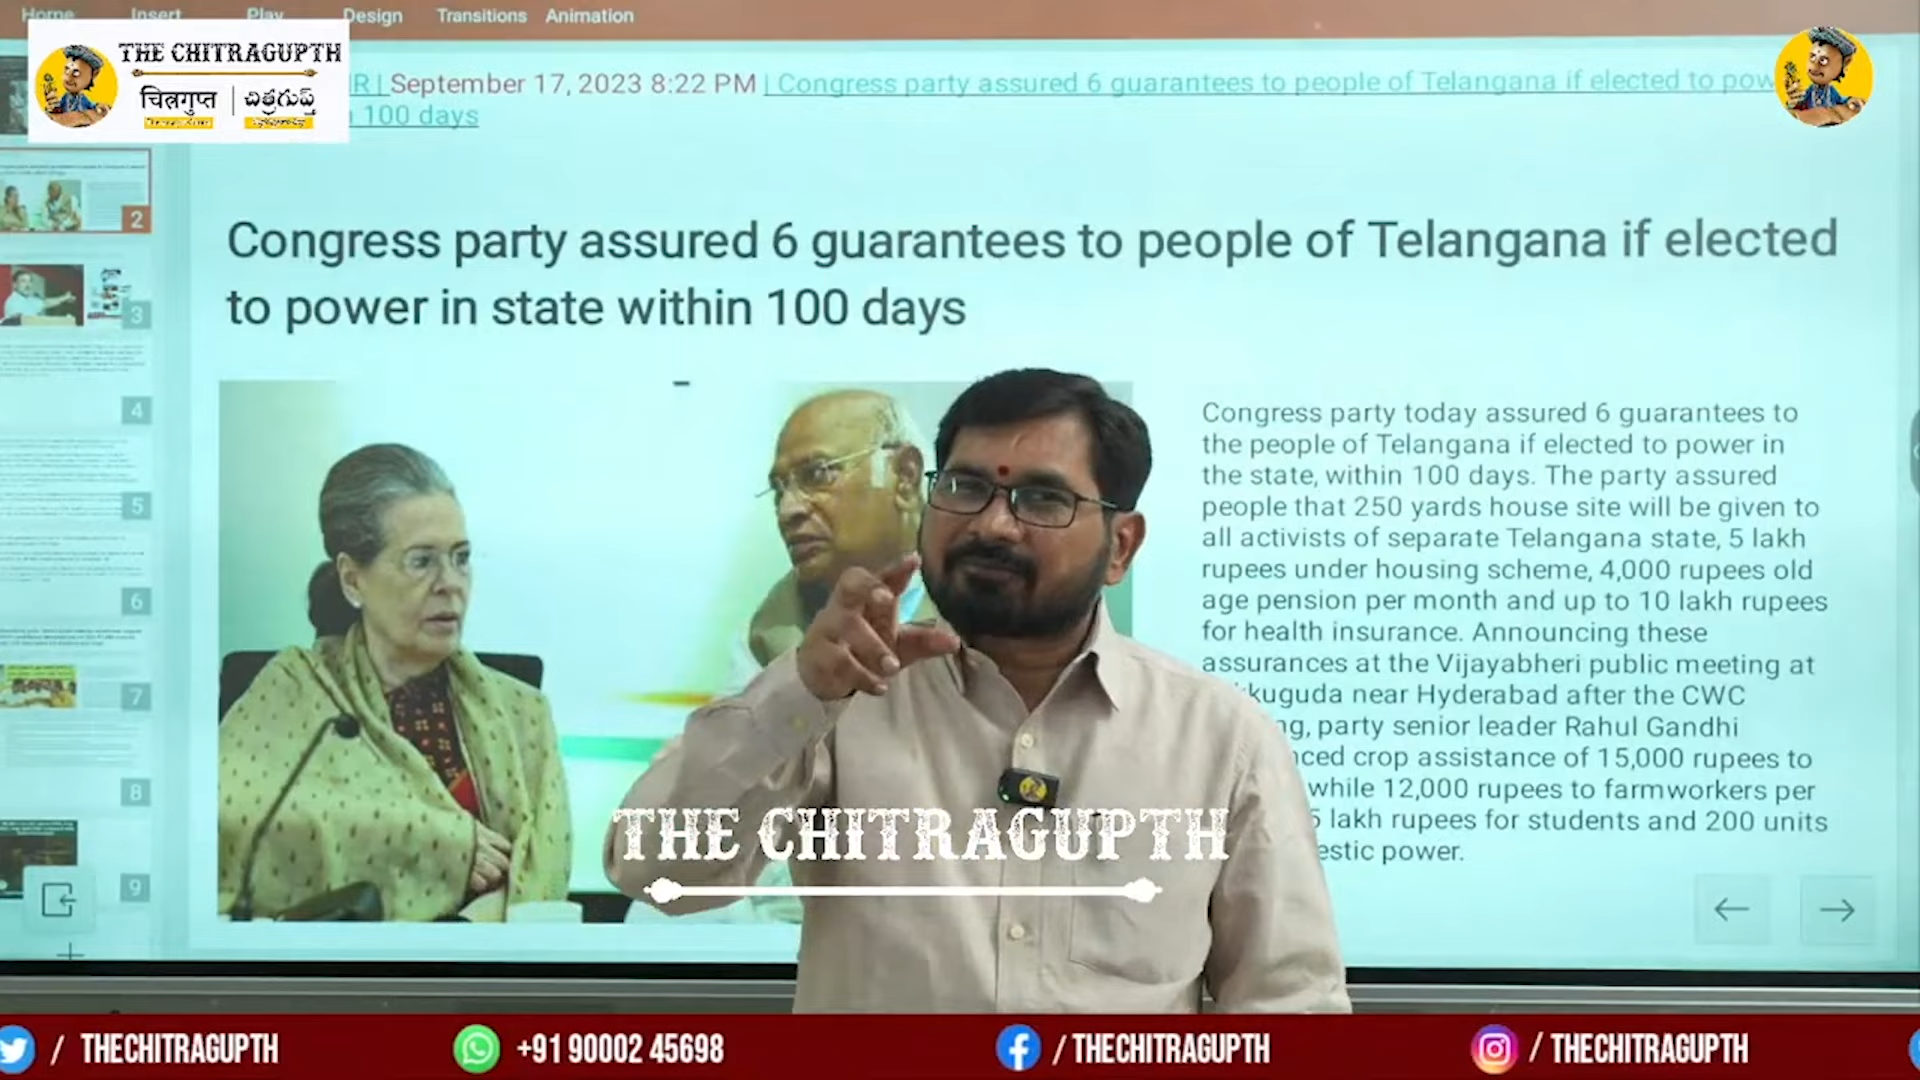 Home Insert Play Design Transitions Animation
THE CHITRAGUPTH
चित्रगुप्त | చిత్రగుప్త్
| September 17, 2023 8:22 PM | Congress party assured 6 guarantees to people of Telangana if elected to pow
100 days
Congress party assured 6 guarantees to people of Telangana if elected
to power in state within 100 days
Congress party today assured 6 guarantees to
the people of Telangana if elected to power in
the state, within 100 days. The party assured
people that 250 yards house site will be given to
all activists of separate Telangana state, 5 lakh
rupees under housing scheme, 4,000 rupees old
age pension per month and up to 10 lakh rupees
for health insurance. Announcing these
assurances at the Vijayabheri public meeting at
kuguda near Hyderabad after the CWC
ng, party senior leader Rahul Gandhi
nced crop assistance of 15,000 rupees to
while 12,000 rupees to farmworkers per
5 lakh rupees for students and 200 units
estic power.
2
3
4
5
6
7
8
9
THE CHITRAGUPTH
/ THECHITRAGUPTH
+91 90002 45698
/ THECHITRAGUPTH
/ THECHITRAGUPTH